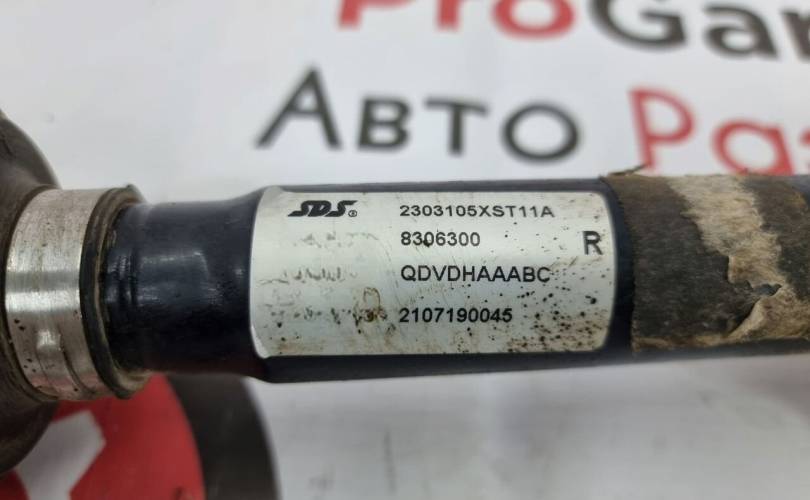 ProGar
АВТО Раз
SDS®
2303105XST11A
8306300
R
QDVDHAAABC
2107190045